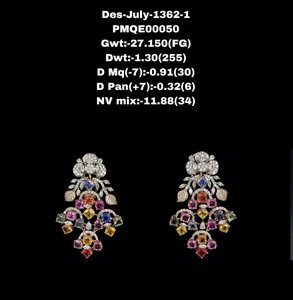 Des-July-1362-1
PMQE00050
Gwt:-27.150(FG)
Dwt:-1.30(255)
D Mq(-7):-0.91(30)
D Pan(+7):-0.32(6)
NV mix:-11.88(34)